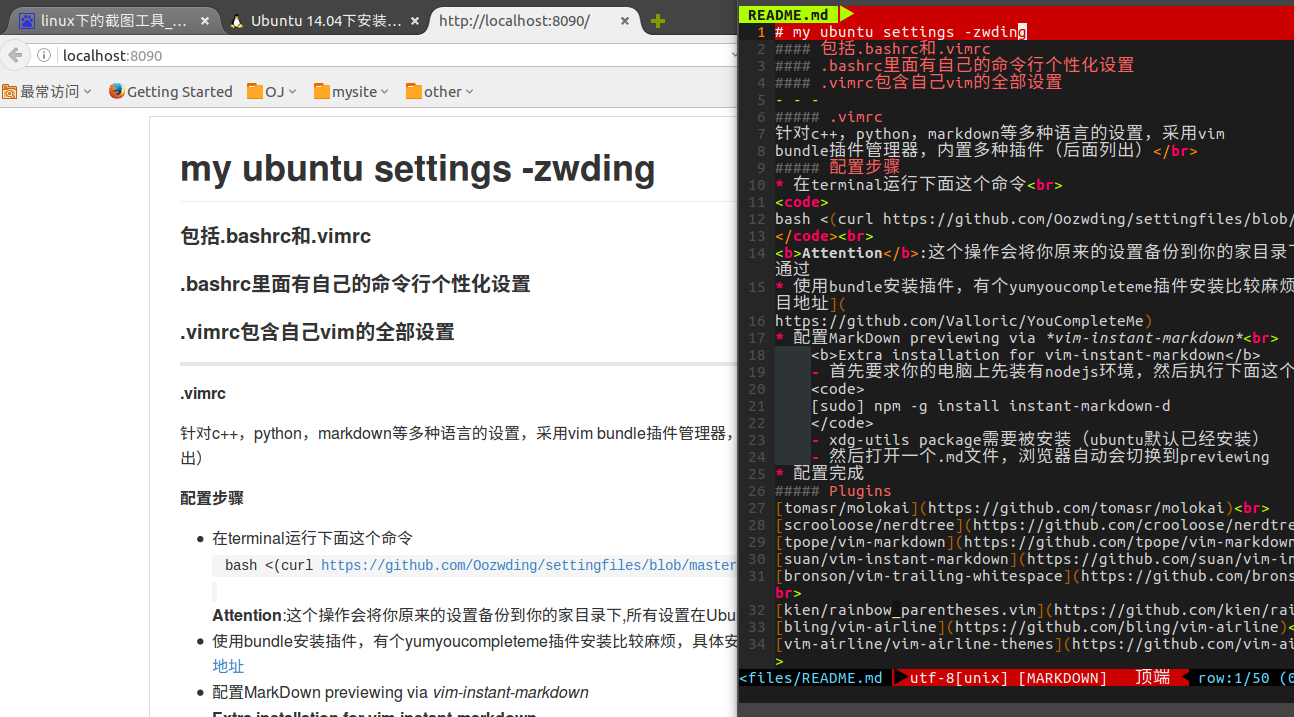 linux下的截图工具_...
Ubuntu 14.04下安装...
http://localhost:8090/
localhost:8090
最常访问
Getting Started
OJ
mysite
other
my ubuntu settings -zwding
包括.bashrc和.vimrc
.bashrc里面有自己的命令行个性化设置
.vimrc包含自己vim的全部设置
.vimrc
针对c++，python，markdown等多种语言的设置，采用vim bundle插件管理器，
出）
配置步骤
在terminal运行下面这个命令
bash <(curl https://github.com/Oozwding/settingfiles/blob/master
Attention:这个操作会将你原来的设置备份到你的家目录下,所有设置在Ubu
使用bundle安装插件，有个yumyoucompleteme插件安装比较麻烦，具体安
地址
配置MarkDown previewing via vim-instant-markdown
Extra installation for vim-instant-markdown
README.md
1 # my ubuntu settings -zwding
2 #### 包括.bashrc和.vimrc
3 #### .bashrc里面有自己的命令行个性化设置
4 #### .vimrc包含自己vim的全部设置
5 - - -
6 ##### .vimrc
7 针对c++，python，markdown等多种语言的设置，采用vim
8 bundle插件管理器，内置多种插件（后面列出）</br>
9 ##### 配置步骤
10 * 在terminal运行下面这个命令<br>
11 <code>
12 bash <(curl https://github.com/Oozwding/settingfiles/blob/
13 </code><br>
14 <b>Attention</b>:这个操作会将你原来的设置备份到你的家目录下
通过
15 * 使用bundle安装插件，有个yumyoucompleteme插件安装比较麻烦
目地址](
16 https://github.com/Valloric/YouCompleteMe)
17 * 配置MarkDown previewing via *vim-instant-markdown*<br>
18 <b>Extra installation for vim-instant-markdown</b>
19 - 首先要求你的电脑上先装有nodejs环境，然后执行下面这个
20 <code>
21 [sudo] npm -g install instant-markdown-d
22 </code>
23 - xdg-utils package需要被安装（ubuntu默认已经安装）
24 - 然后打开一个.md文件，浏览器自动会切换到previewing
25 * 配置完成
26 ##### Plugins
27 [tomasr/molokai](https://github.com/tomasr/molokai)<br>
28 [scrooloose/nerdtree](https://github.com/crooloose/nerdtre
29 [tpope/vim-markdown](https://github.com/tpope/vim-markdown
30 [suan/vim-instant-markdown](https://github.com/suan/vim-in
31 [bronson/vim-trailing-whitespace](https://github.com/brons
br>
32 [kien/rainbow_parentheses.vim](https://github.com/kien/rai
33 [bling/vim-airline](https://github.com/bling/vim-airline)<
34 [vim-airline/vim-airline-themes](https://github.com/vim-ai
>
<files/README.md utf-8[unix] [MARKDOWN] 顶端 row:1/50 (